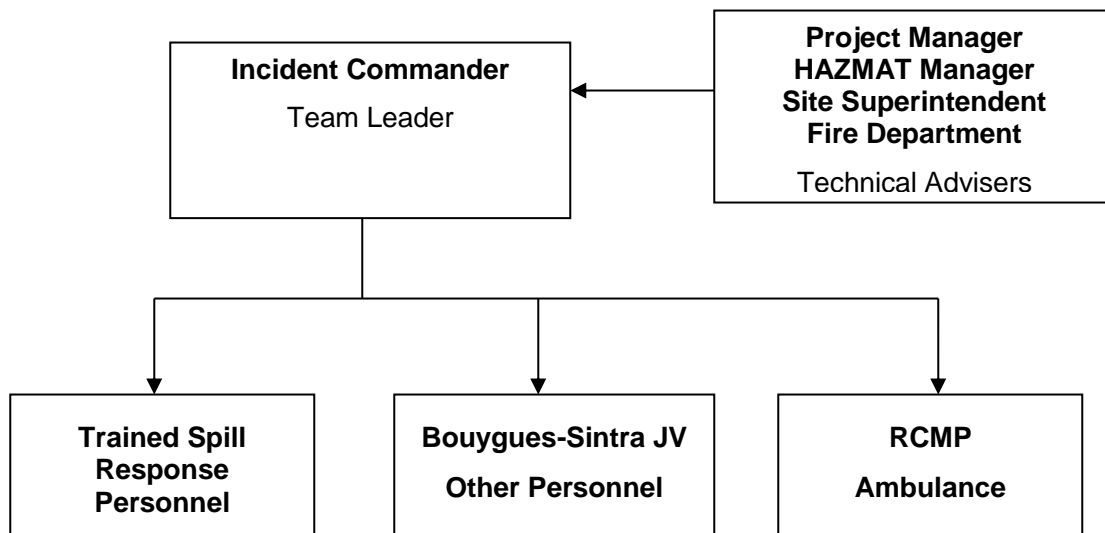 Incident Commander
Team Leader
Project Manager
HAZMAT Manager
Site Superintendent
Fire Department
Technical Advisers
Trained Spill
Response
Personnel
Bouygues-Sintra JV
Other Personnel
RCMP
Ambulance